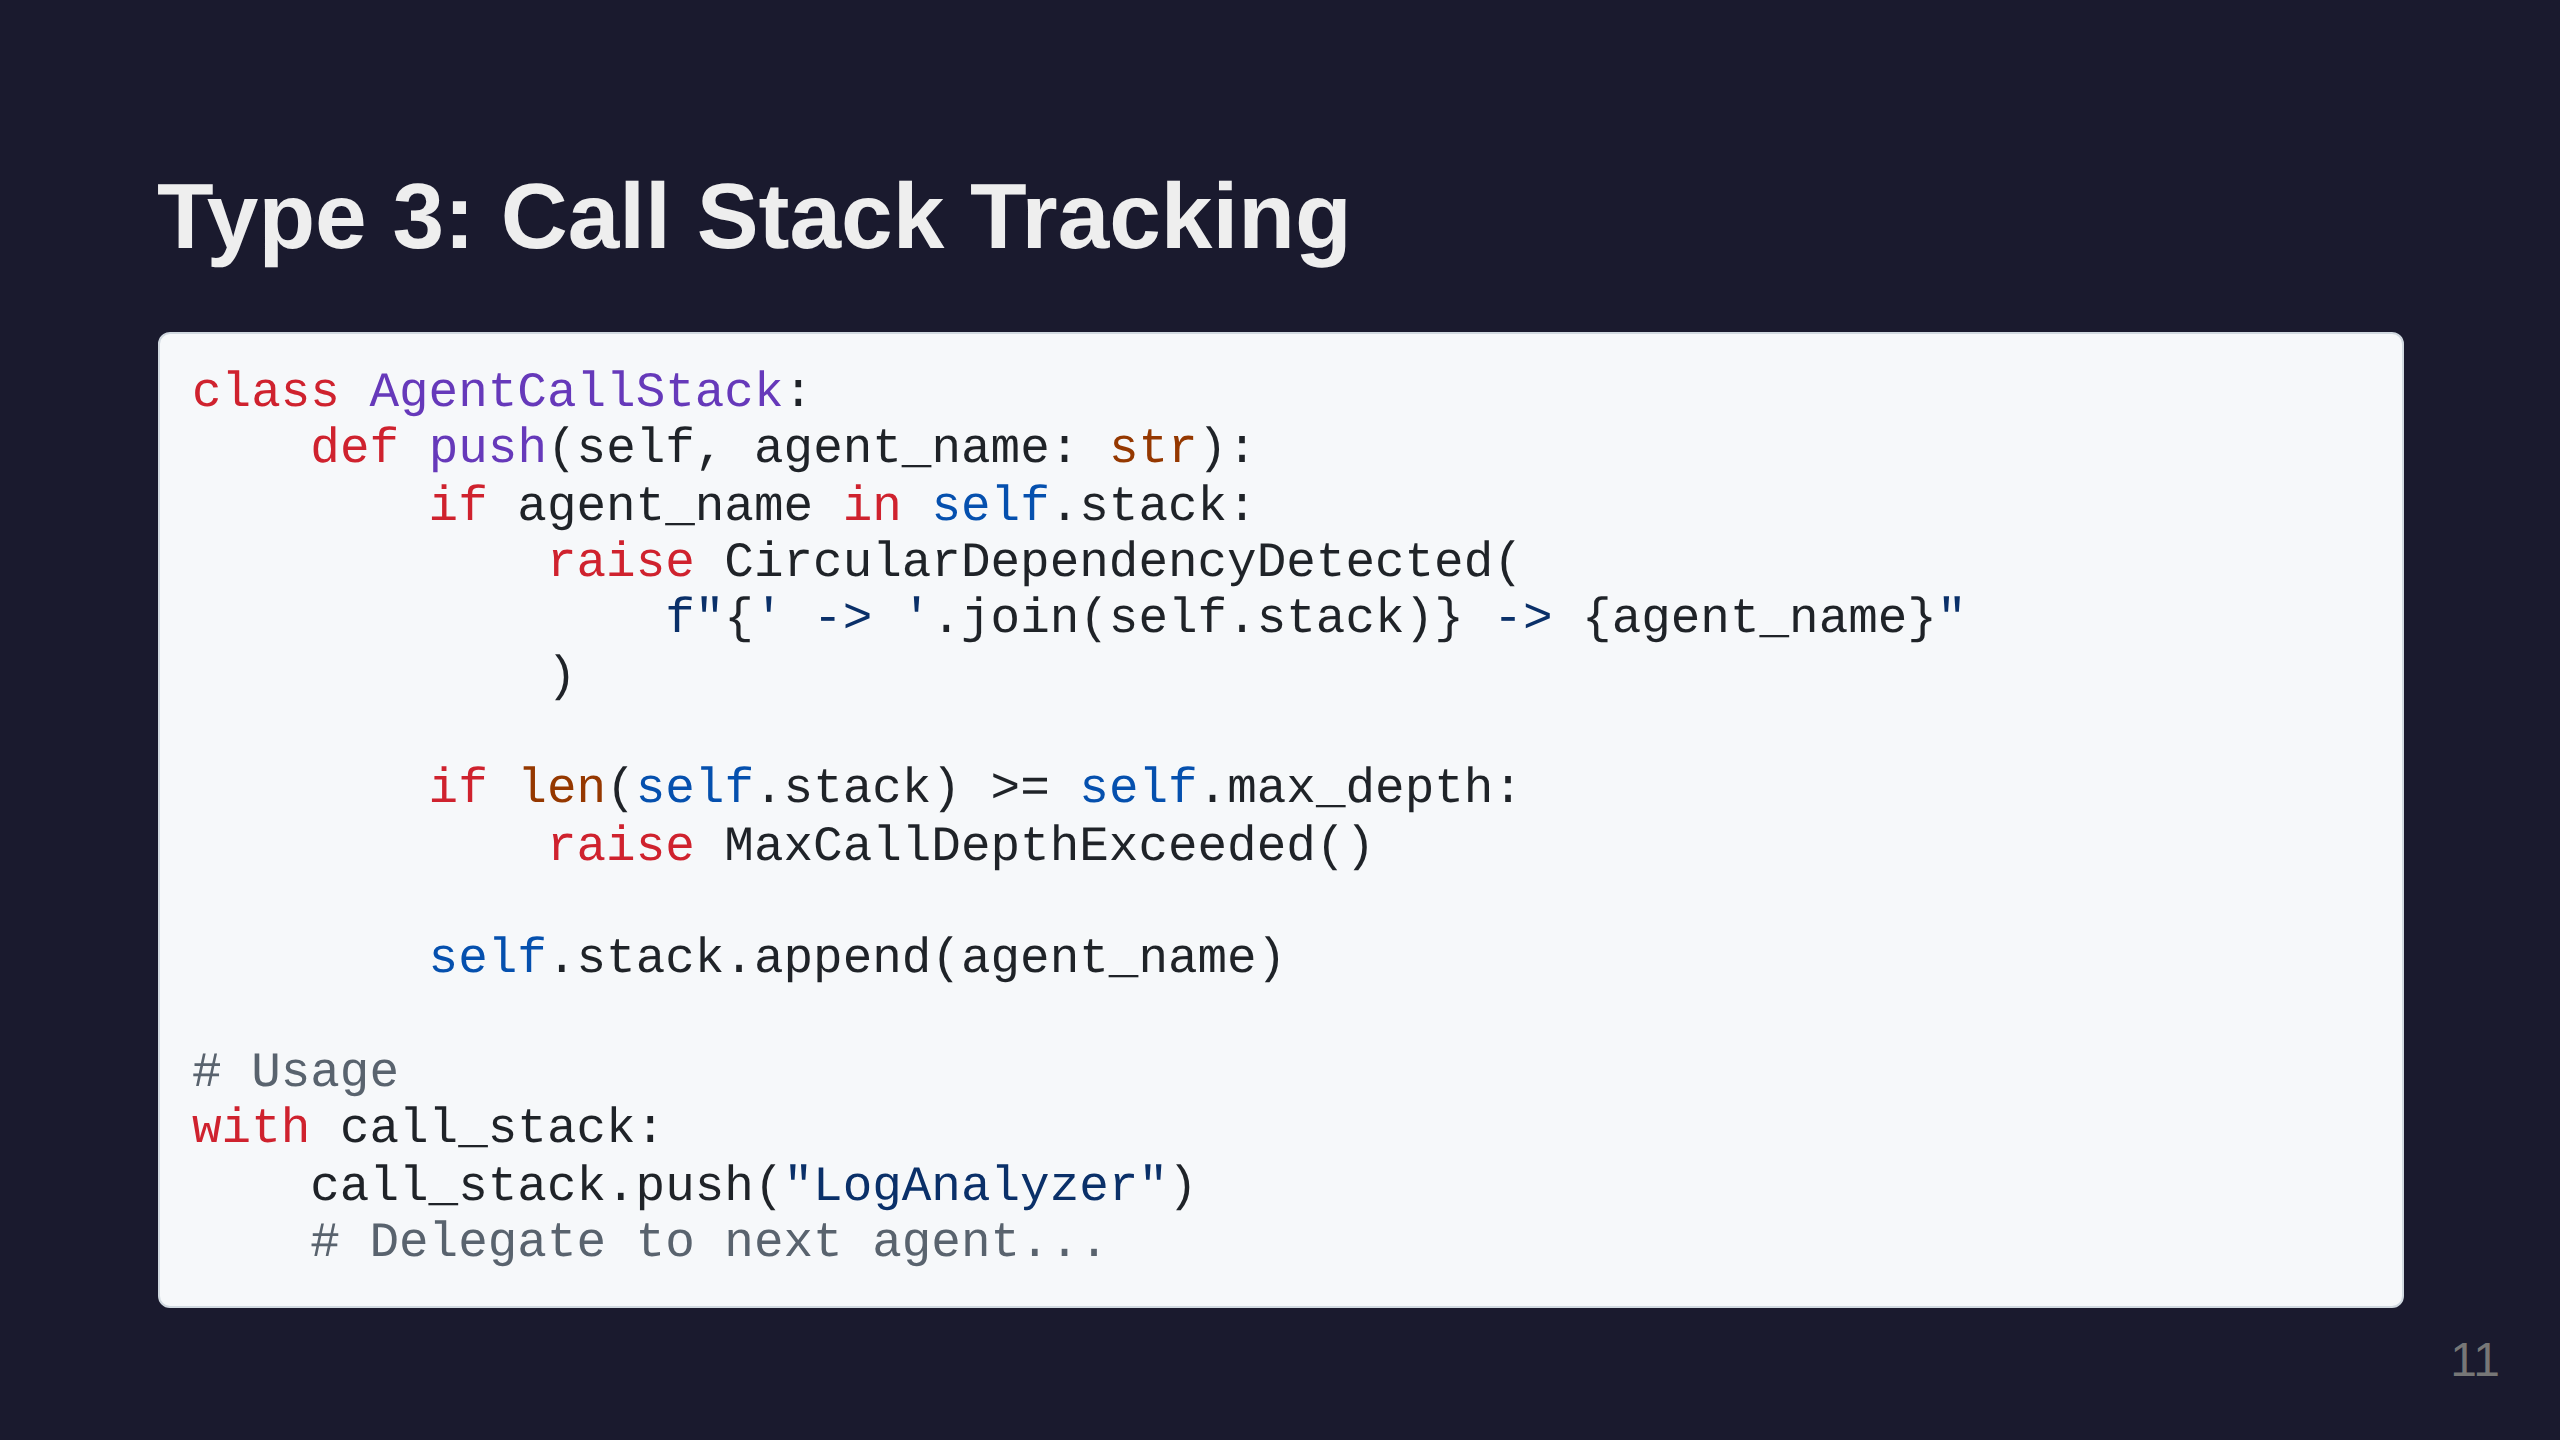 Type 3: Call Stack Tracking
class AgentCallStack:
    def push(self, agent_name: str):
        if agent_name in self.stack:
            raise CircularDependencyDetected(
                f"{' -> '.join(self.stack)} -> {agent_name}"
            )

        if len(self.stack) >= self.max_depth:
            raise MaxCallDepthExceeded()

        self.stack.append(agent_name)

# Usage
with call_stack:
    call_stack.push("LogAnalyzer")
    # Delegate to next agent...
11